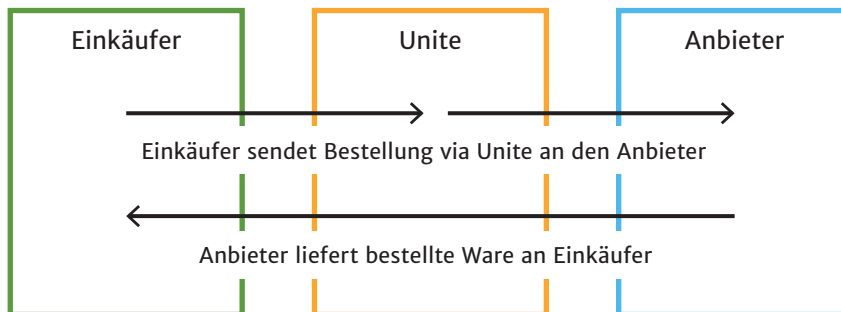 Einkäufer
Unite
Anbieter
Einkäufer sendet Bestellung via Unite an den Anbieter
Anbieter liefert bestellte Ware an Einkäufer